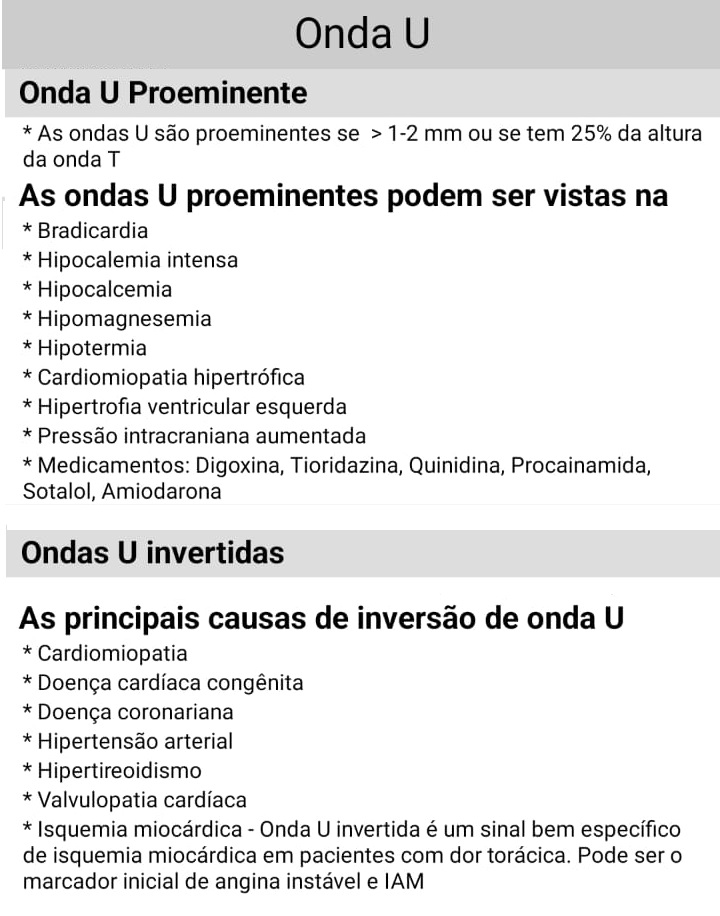 Onda U
Onda U Proeminente
* As ondas U são proeminentes se  > 1-2 mm ou se tem 25% da altura
da onda T
As ondas U proeminentes podem ser vistas na
* Bradicardia
* Hipocalemia intensa
* Hipocalcemia
* Hipomagnesemia
* Hipotermia
* Cardiomiopatia hipertrófica
* Hipertrofia ventricular esquerda
* Pressão intracraniana aumentada
* Medicamentos: Digoxina, Tioridazina, Quinidina, Procainamida,
Sotalol, Amiodarona
Ondas U invertidas
As principais causas de inversão de onda U
* Cardiomiopatia
* Doença cardíaca congênita
* Doença coronariana
* Hipertensão arterial
* Hipertireoidismo
* Valvulopatia cardíaca
* Isquemia miocárdica - Onda U invertida é um sinal bem específico
de isquemia miocárdica em pacientes com dor torácica. Pode ser o
marcador inicial de angina instável e IAM